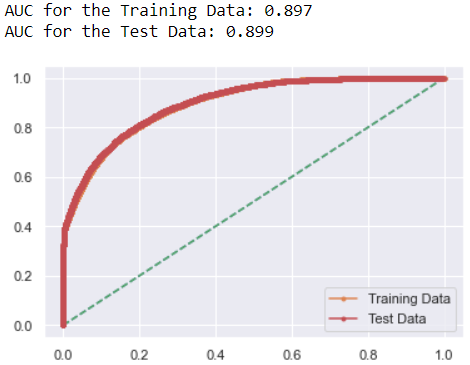 AUC for the Training Data: 0.897
AUC for the Test Data: 0.899
1.0
0.8
0.6
0.4
0.2
0.0
Training Data
Test Data
0.0 0.2 0.4 0.6 0.8 1.0